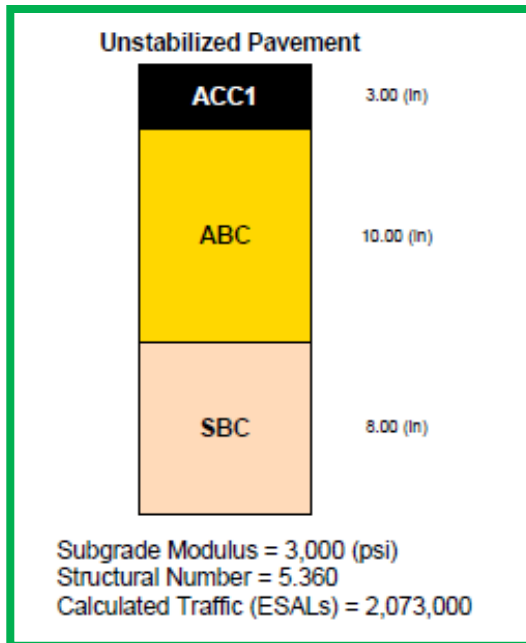 Unstabilized Pavement
ACC1 3.00 (in)
ABC 10.00 (in)
SBC 8.00 (in)
Subgrade Modulus = 3,000 (psi)
Structural Number = 5.360
Calculated Traffic (ESALs) = 2,073,000